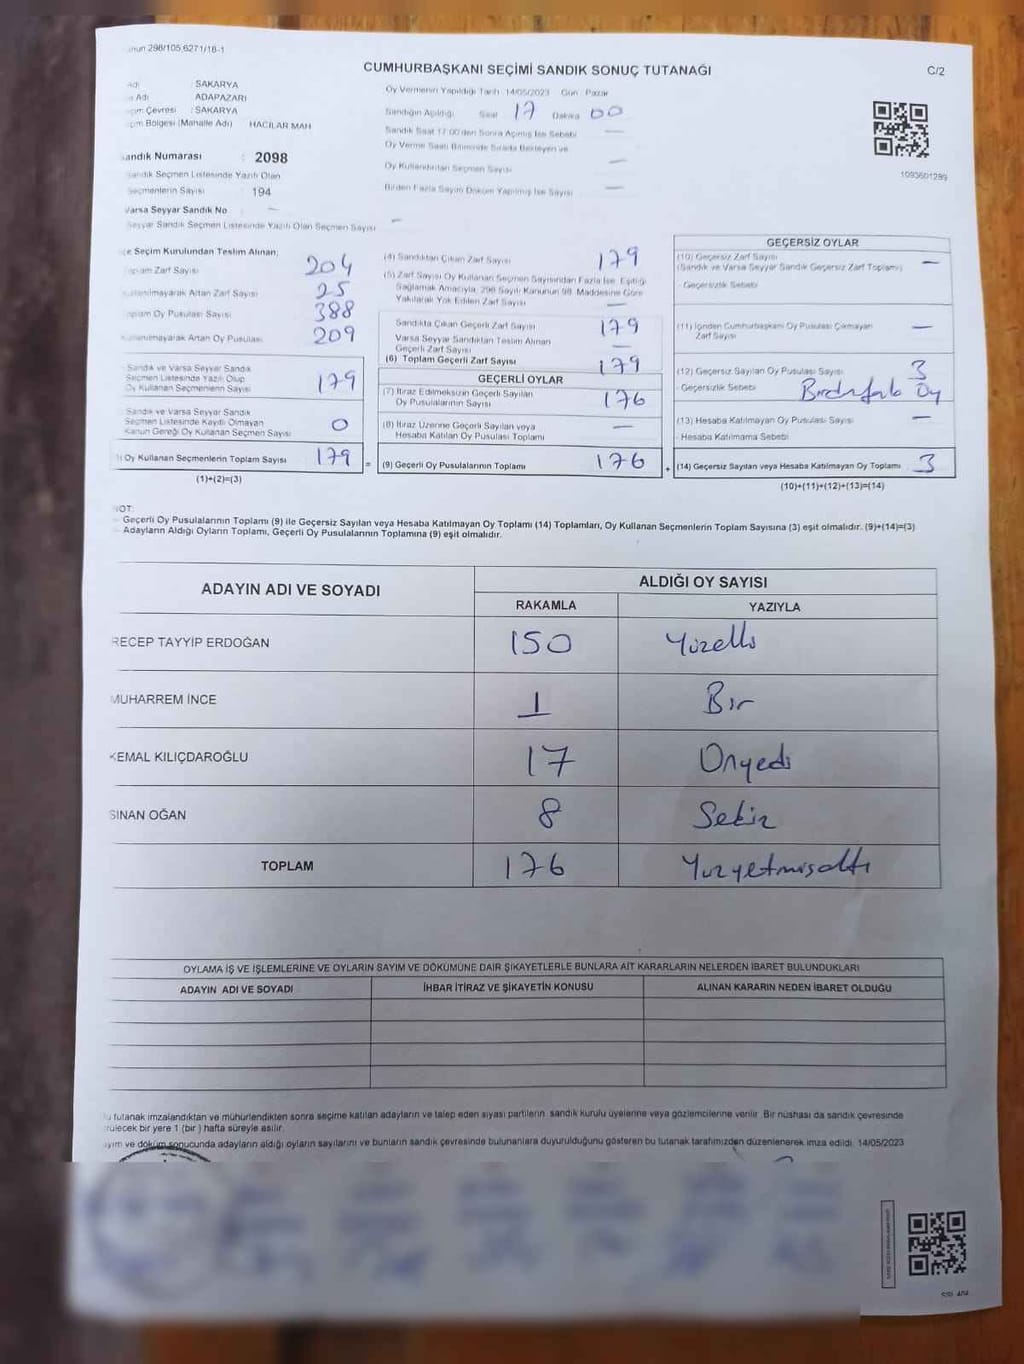 298/105,6271/18-1
CUMHURBAŞKANI SEÇİMİ SANDIK SONUÇ TUTANAĞI
C/2
Adı : SAKARYA
Adı ADAPAZARI
Çevresi : SAKARYA
Bölgesi (Mahalle Adı) HACILAR MAH
Sandık Numarası : 2098
Sandık Seçmen Listesinde Yazılı Olan
Seçmenlerin Sayısı 194
Varsa Seyyar Sandık No –
Seyyar Sandık Seçmen Listesinde Yazılı Olan Seçmen Sayısı –
Oy Vermenin Yapıldığı Tarih 14/05/2023 Gün Pazar
Sandığın Açıldığı Saat 17 Dakika 00
Sandık Saat 17.00'den Sonra Açılmış İse Sebebi —
Oy Verme Saati Bitiminde Sırada Bekleyen ve
Oy Kullandırılan Seçmen Sayısı —
Birden Fazla Sayım Döküm Yapılmış İse Sayısı —
1093601289
Seçim Kurulundan Teslim Alınan;
Toplam Zarf Sayısı 204
Kullanılmayarak Artan Zarf Sayısı 25
Toplam Oy Pusulası Sayısı 388
Kullanılmayarak Artan Oy Pusulası 209
Sandık ve Varsa Seyyar Sandık
Seçmen Listesinde Yazılı Olup
Oy Kullanan Seçmenlerin Sayısı 179
Sandık ve Varsa Seyyar Sandık
Seçmen Listesinde Kayıtlı Olmayan
Kanun Gereği Oy Kullanan Seçmen Sayısı 0
Oy Kullanan Seçmenlerin Toplam Sayısı 179 =
(1)+(2)=(3)
(4) Sandıktan Çıkan Zarf Sayısı 179
(5) Zarf Sayısı Oy Kullanan Seçmen Sayısından Fazla İse, Eşitliği
Sağlamak Amacıyla, 298 Sayılı Kanunun 98. Maddesine Göre
Yakılarak Yok Edilen Zarf Sayısı —
Sandıkta Çıkan Geçerli Zarf Sayısı 179
Varsa Seyyar Sandıktan Teslim Alınan
Geçerli Zarf Sayısı —
(6) Toplam Geçerli Zarf Sayısı 179
GEÇERLİ OYLAR
(7) İtiraz Edilmeksizin Geçerli Sayılan
Oy Pusulalarının Sayısı 176
(8) İtiraz Üzerine Geçerli Sayılan veya
Hesaba Katılan Oy Pusulası Toplamı —
(9) Geçerli Oy Pusulalarının Toplamı 176 +
GEÇERSİZ OYLAR
(10) Geçersiz Zarf Sayısı —
(Sandık ve Varsa Seyyar Sandık Geçersiz Zarf Toplamı)
- Geçersizlik Sebebi
(11) İçinden Cumhurbaşkanı Oy Pusulası Çıkmayan
Zarf Sayısı —
(12) Geçersiz Sayılan Oy Pusulası Sayısı 3
- Geçersizlik Sebebi Birdenfazla Oy
(13) Hesaba Katılmayan Oy Pusulası Sayısı —
- Hesaba Katılmama Sebebi
(14) Geçersiz Sayılan veya Hesaba Katılmayan Oy Toplamı 3
(10)+(11)+(12)+(13)=(14)
NOT:
Geçerli Oy Pusulalarının Toplamı (9) ile Geçersiz Sayılan veya Hesaba Katılmayan Oy Toplamı (14) Toplamları, Oy Kullanan Seçmenlerin Toplam Sayısına (3) eşit olmalıdır. (9)+(14)=(3)
Adayların Aldığı Oyların Toplamı, Geçerli Oy Pusulalarının Toplamına (9) eşit olmalıdır.
ADAYIN ADI VE SOYADI
ALDIĞI OY SAYISI
RAKAMLA YAZIYLA
RECEP TAYYİP ERDOĞAN 150 Yüzelli
MUHARREM İNCE 1 Bir
KEMAL KILIÇDAROĞLU 17 Onyedi
SİNAN OĞAN 8 Sekiz
TOPLAM 176 Yüzyetmişaltı
OYLAMA İŞ VE İŞLEMLERİNE VE OYLARIN SAYIM VE DÖKÜMÜNE DAİR ŞİKAYETLERLE BUNLARA AİT KARARLARIN NELERDEN İBARET BULUNDUKLARI
ADAYIN ADI VE SOYADI İHBAR İTİRAZ VE ŞİKAYETİN KONUSU ALINAN KARARIN NEDEN İBARET OLDUĞU
tutanak imzalandıktan ve mühürlendikten sonra seçime katılan adayların ve talep eden siyasi partilerin sandık kurulu üyelerine veya gözlemcilerine verilir. Bir nüshası da sandık çevresinde
bir yere 1 (bir) hafta süreyle asılır.
ve döküm sonucunda adayların aldığı oyların sayılarını ve bunların sandık çevresinde bulunanlara duyurulduğunu gösteren bu tutanak tarafımızdan düzenlenerek imza edildi. 14/05/2023